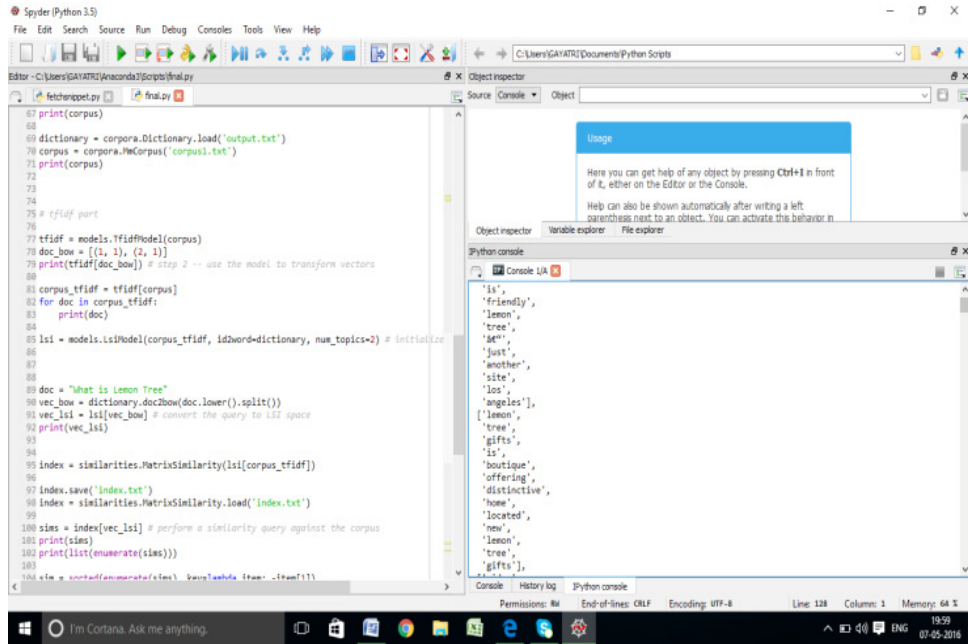 Spyder (Python 3.5)
File Edit Search Source Run Debug Consoles Tools View Help
C:\Users\GAYATRI\Documents\Python Scripts
Editor - C:\Users\GAYATRI\Anaconda3\Scripts\final.py
fetchsnippet.py final.py
67 print(corpus)
68
69 dictionary = corpora.Dictionary.load('output.txt')
70 corpus = corpora.MmCorpus('corpus1.txt')
71 print(corpus)
72
73
74
75 # tfidf part
76
77 tfidf = models.TfidfModel(corpus)
78 doc_bow = [(1, 1), (2, 1)]
79 print(tfidf[doc_bow]) # step 2 -- use the model to transform vectors
80
81 corpus_tfidf = tfidf[corpus]
82 for doc in corpus_tfidf:
83 print(doc)
84
85 lsi = models.LsiModel(corpus_tfidf, id2word=dictionary, num_topics=2) # initialize
86
87
88
89 doc = "What is Lemon Tree"
90 vec_bow = dictionary.doc2bow(doc.lower().split())
91 vec_lsi = lsi[vec_bow] # convert the query to LSI space
92 print(vec_lsi)
93
94
95 index = similarities.MatrixSimilarity(lsi[corpus_tfidf])
96
97 index.save('index.txt')
98 index = similarities.MatrixSimilarity.load('index.txt')
99
100 sims = index[vec_lsi] # perform a similarity query against the corpus
101 print(sims)
102 print(list(enumerate(sims)))
103
104 sim = sorted(enumerate(sims), key=lambda item: -item[1])
Object inspector
Source Console Object
Usage
Here you can get help of any object by pressing Ctrl+I in front
of it, either on the Editor or the Console.
Help can also be shown automatically after writing a left
parenthesis next to an object. You can activate this behavior in
Object inspector Variable explorer File explorer
IPython console
Console 1/A
'is',
'friendly',
'lemon',
'tree',
'â€“',
'just',
'another',
'site',
'los',
'angeles'],
['lemon',
'tree',
'gifts',
'is',
'boutique',
'offering',
'distinctive',
'home',
'located',
'new',
'lemon',
'tree',
'gifts'],
Console History log IPython console
Permissions: RW End-of-lines: CRLF Encoding: UTF-8 Line: 128 Column: 1 Memory: 64 %
I'm Cortana. Ask me anything.
ENG
19:59
07-05-2016